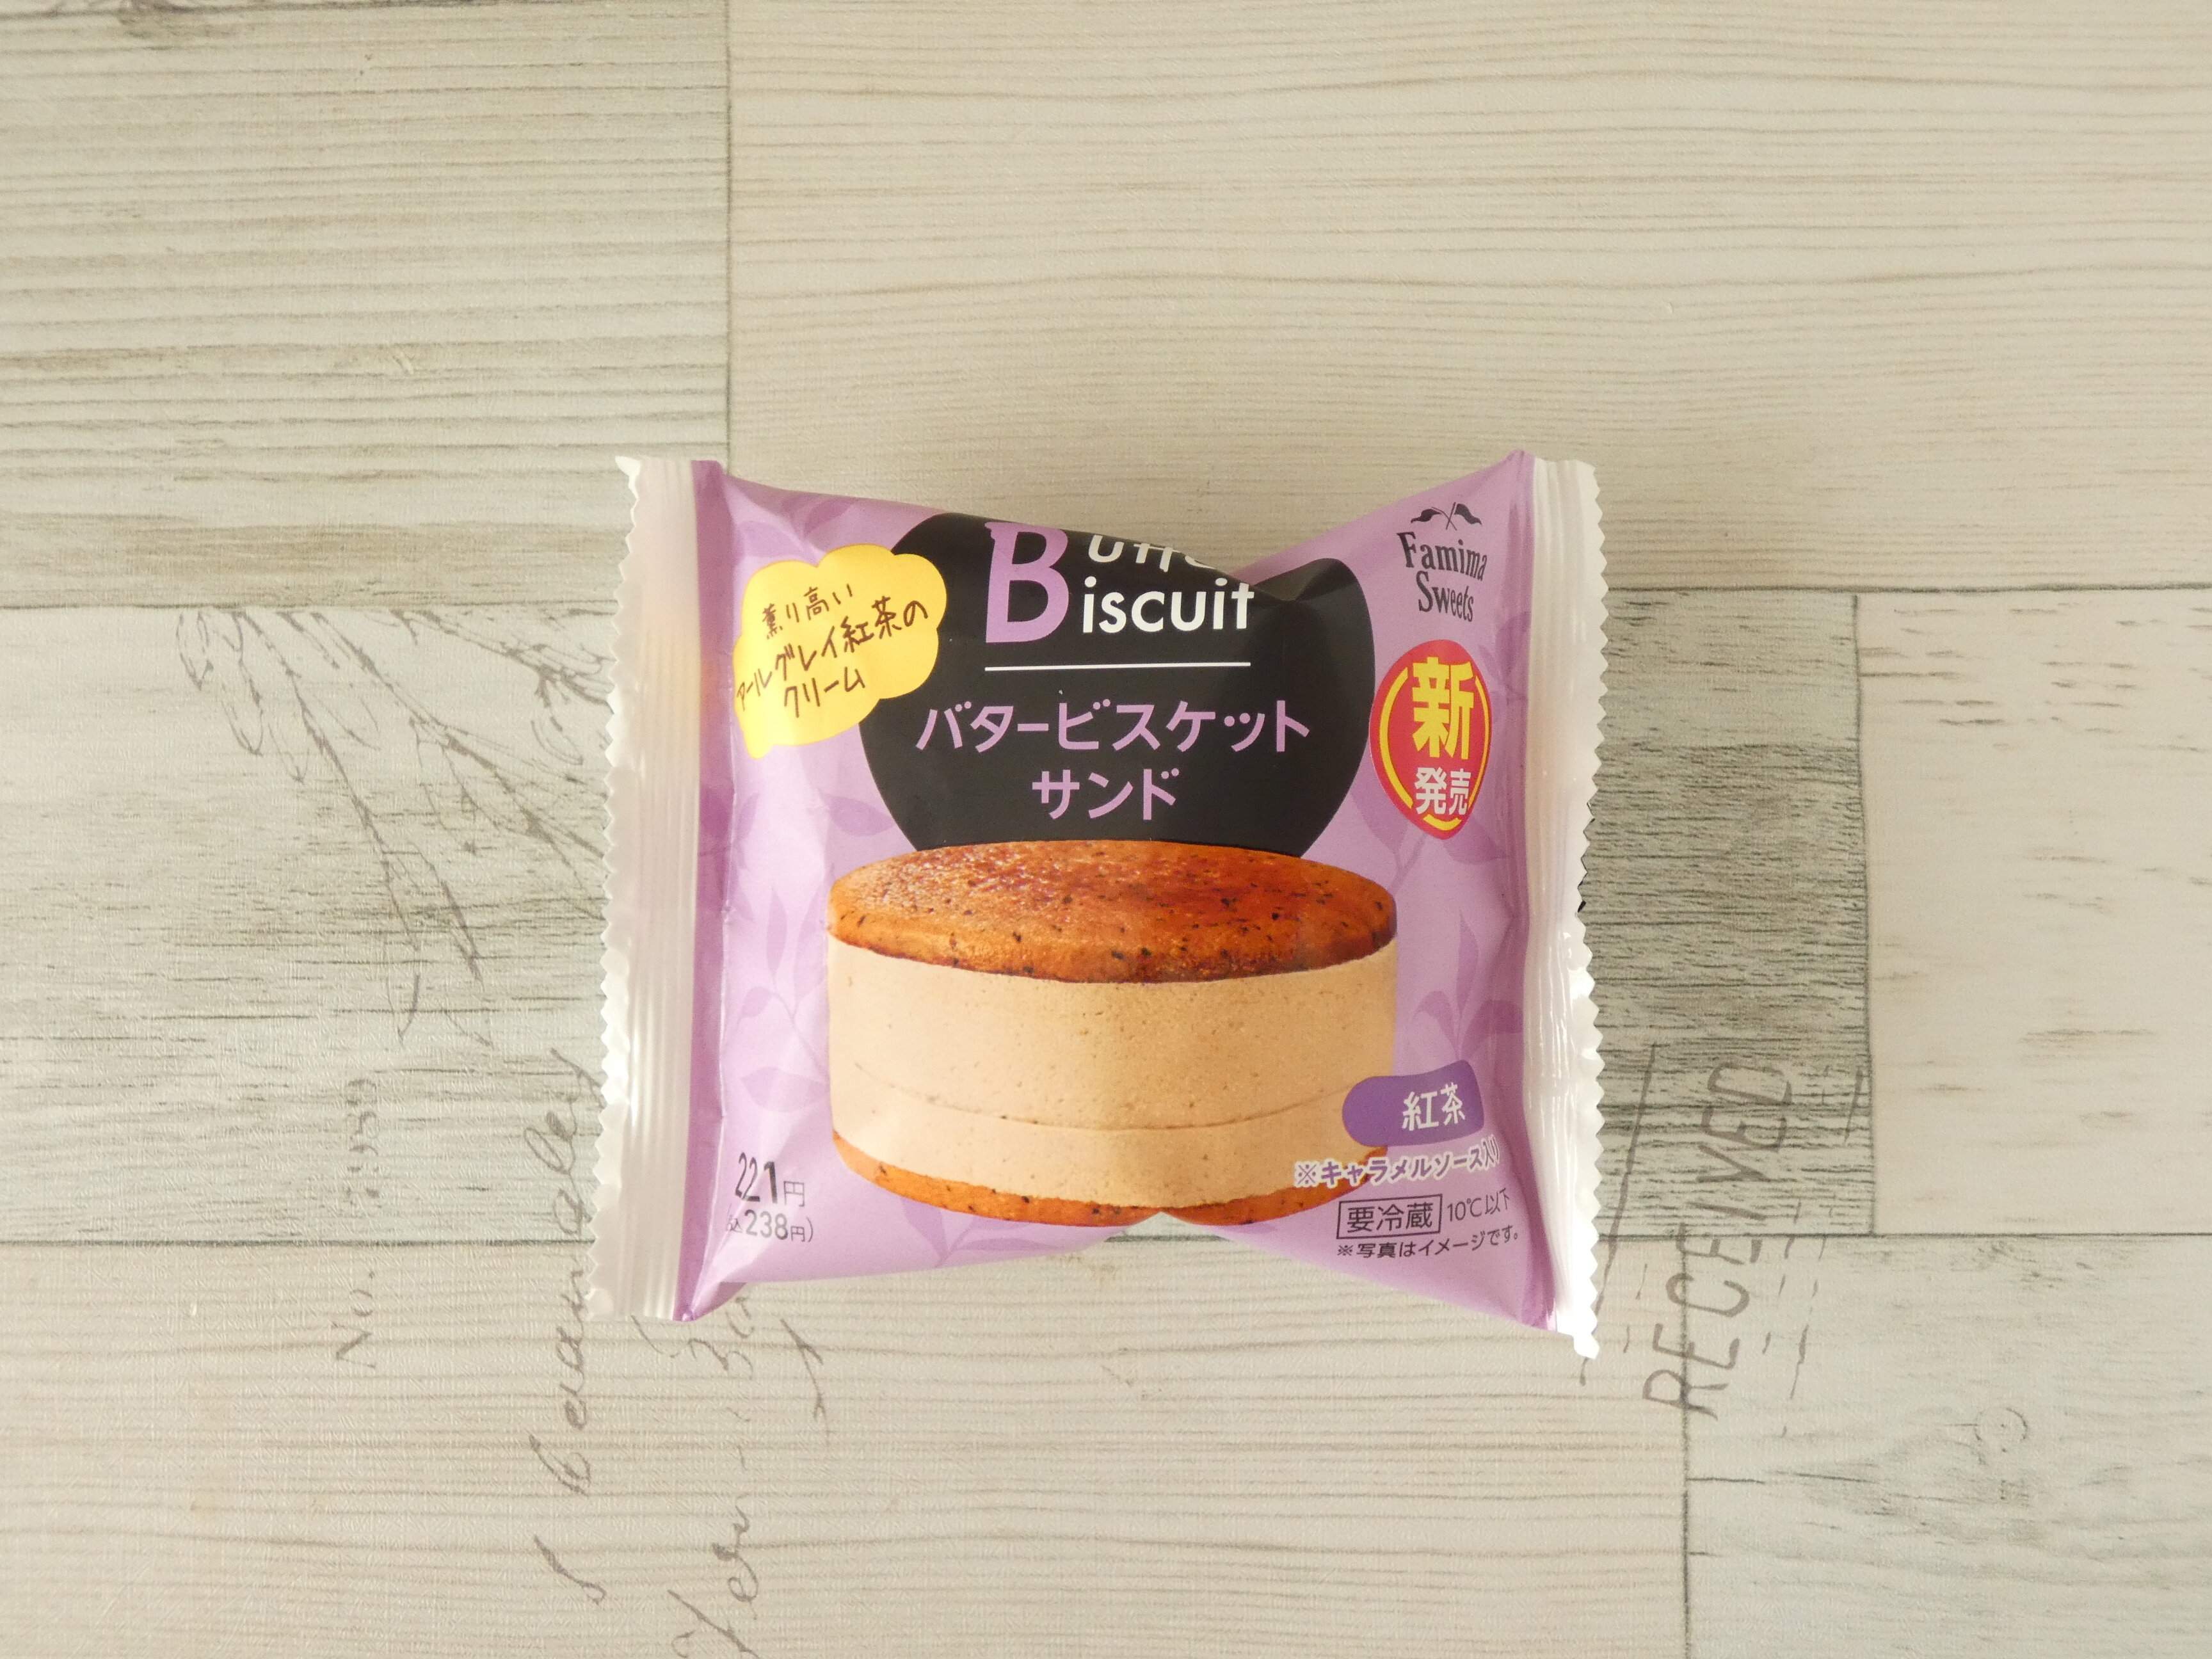 Biscuit
バタービスケット
サンド
薫り高い
アールグレイ紅茶の
クリーム
Famima
Sweets
新
発売
紅茶
※キャラメルソース入り
要冷蔵 10℃以下
※写真はイメージです。
221円
238円)
No.
RECEIVED